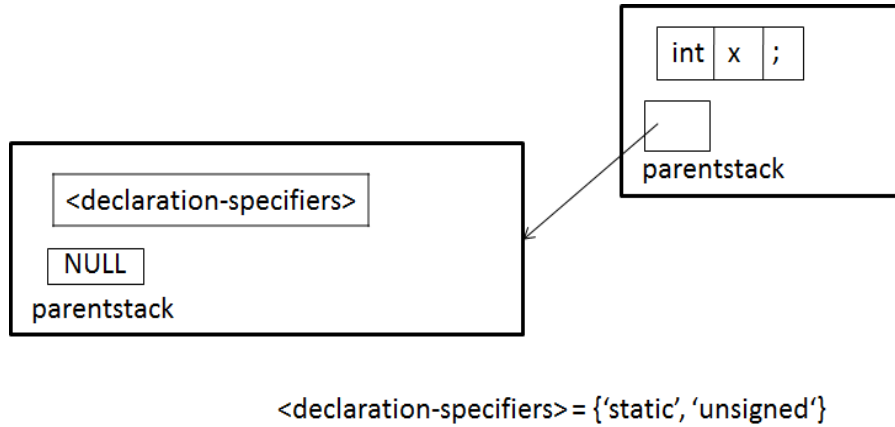 int x ;
parentstack
<declaration-specifiers>
NULL
parentstack
<declaration-specifiers> = {‘static’, ‘unsigned‘}